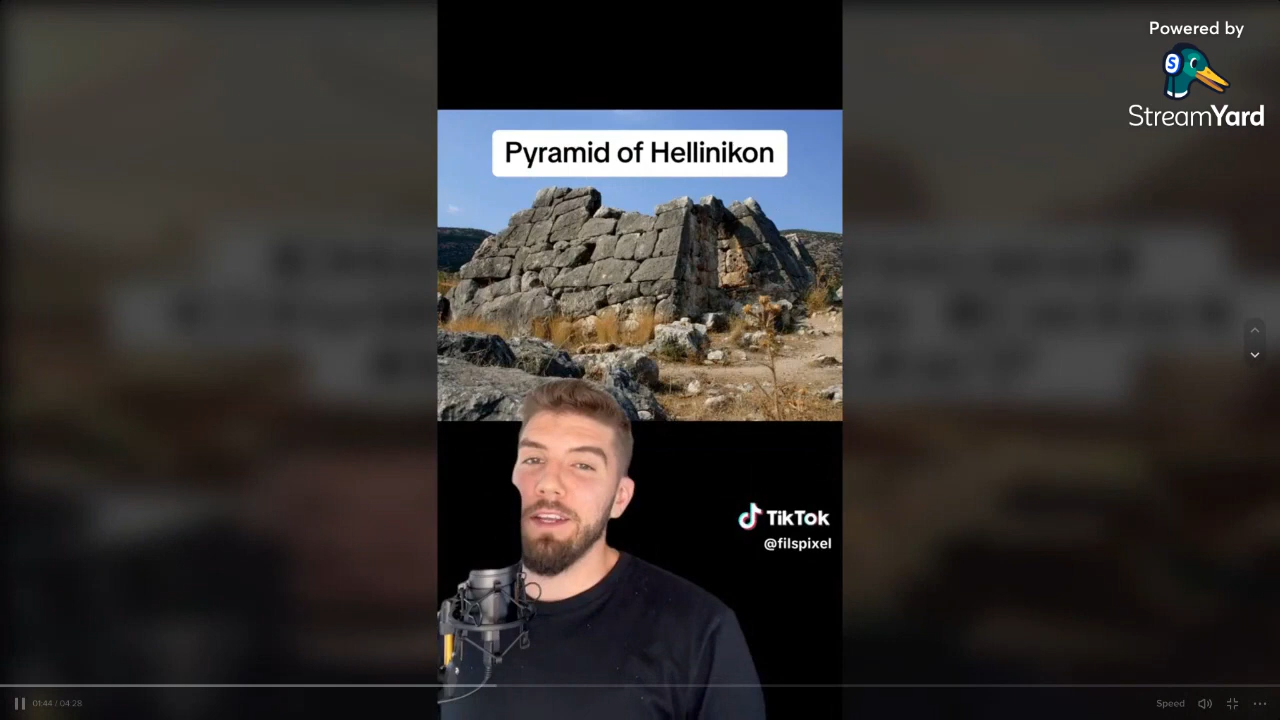 Powered by
S
StreamYard
Pyramid of Hellinikon
TikTok
@filspixel
01:44 / 04:28
Speed